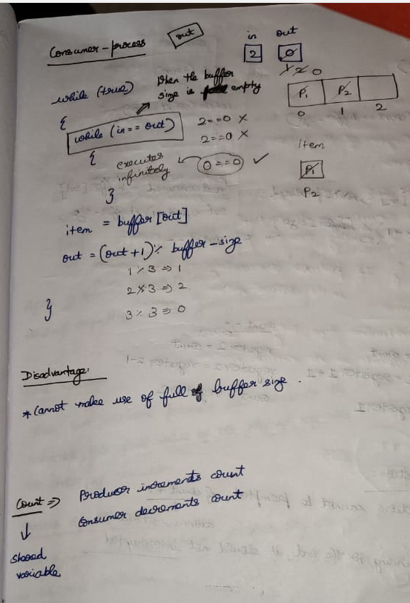 Consumer-process
out
in out
2 0
0
while (true) When the buffer
size is empty
P1 P2
0 1 2
{
while (in == out)
2==0 X
2==0 X
item
{ executes
infinitely
0==0 ✓
P1
P2
}
item = buffer [out]
out = (out+1) % buffer-size
1 % 3 => 1
2 % 3 => 2
3 % 3 => 0
}
Disadvantage:
* Cannot make use of full buffer size.
Count => Producer increments count
Consumer decrements count
↓
shared
variable